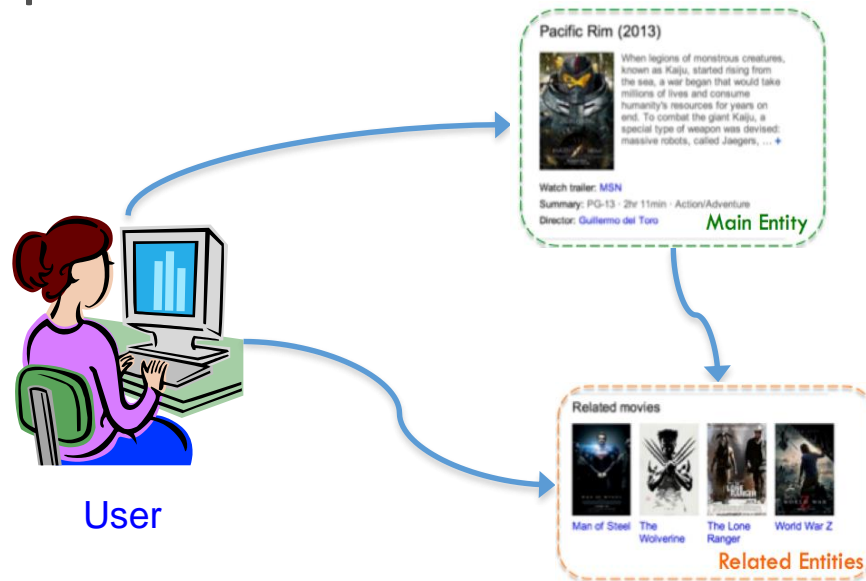 Pacific Rim (2013)
When legions of monstrous creatures,
known as Kaiju, started rising from
the sea, a war began that would take
millions of lives and consume
humanity's resources for years on
end. To combat the giant Kaiju, a
special type of weapon was devised:
massive robots, called Jaegers, ... +
Watch trailer: MSN
Summary: PG-13 · 2hr 11min · Action/Adventure
Director: Guillermo del Toro
Main Entity
User
Related movies
Man of Steel The Wolverine The Lone Ranger World War Z
Related Entities